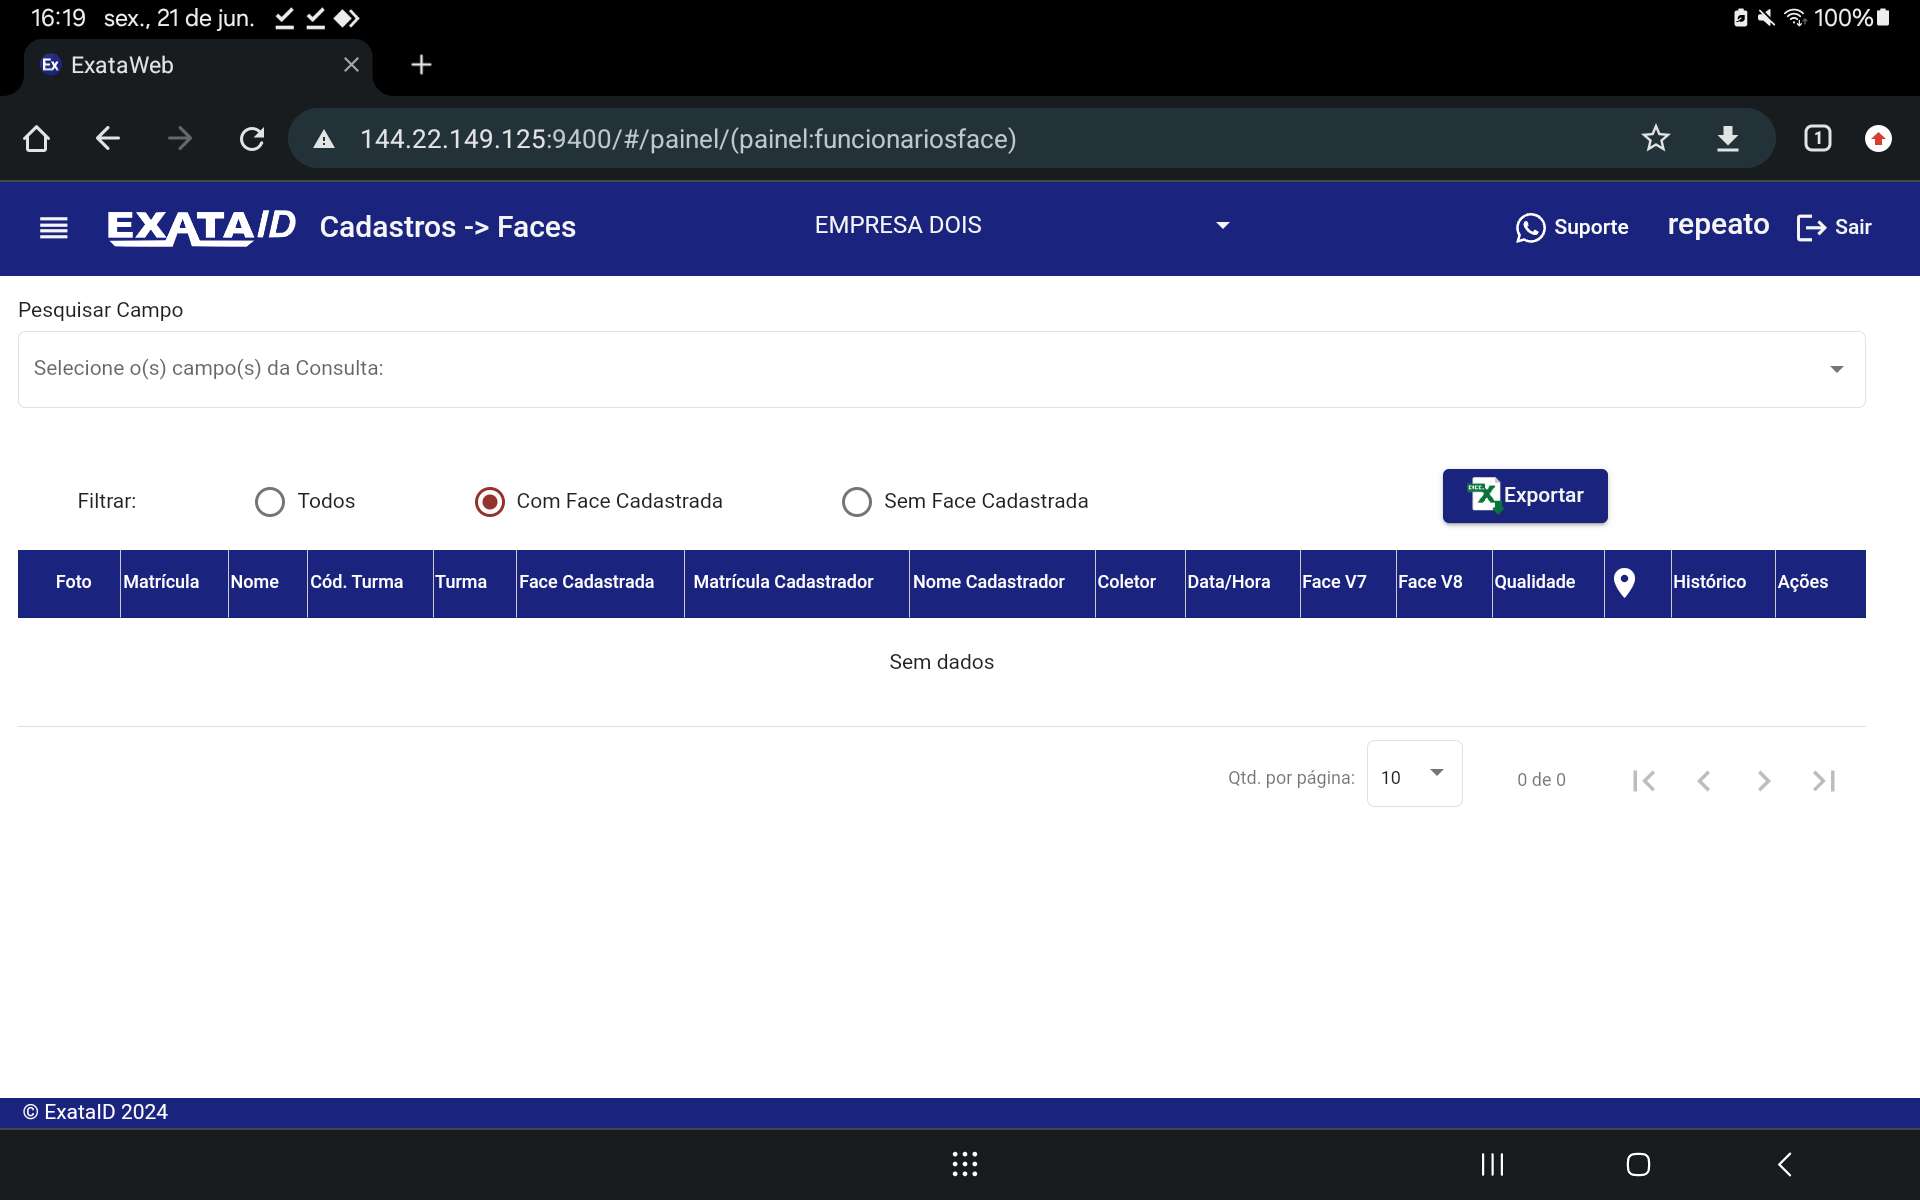 16:19 sex., 21 de jun. 100%
Ex ExataWeb
144.22.149.125:9400/#/painel/(painel:funcionariosface) 1
EXATAID Cadastros -> Faces EMPRESA DOIS Suporte repeato Sair
Pesquisar Campo
Selecione o(s) campo(s) da Consulta:
Filtrar: Todos Com Face Cadastrada Sem Face Cadastrada Exportar
Foto Matrícula Nome Cód. Turma Turma Face Cadastrada Matrícula Cadastrador Nome Cadastrador Coletor Data/Hora Face V7 Face V8 Qualidade Histórico Ações
Sem dados
Qtd. por página: 10 0 de 0
© ExataID 2024